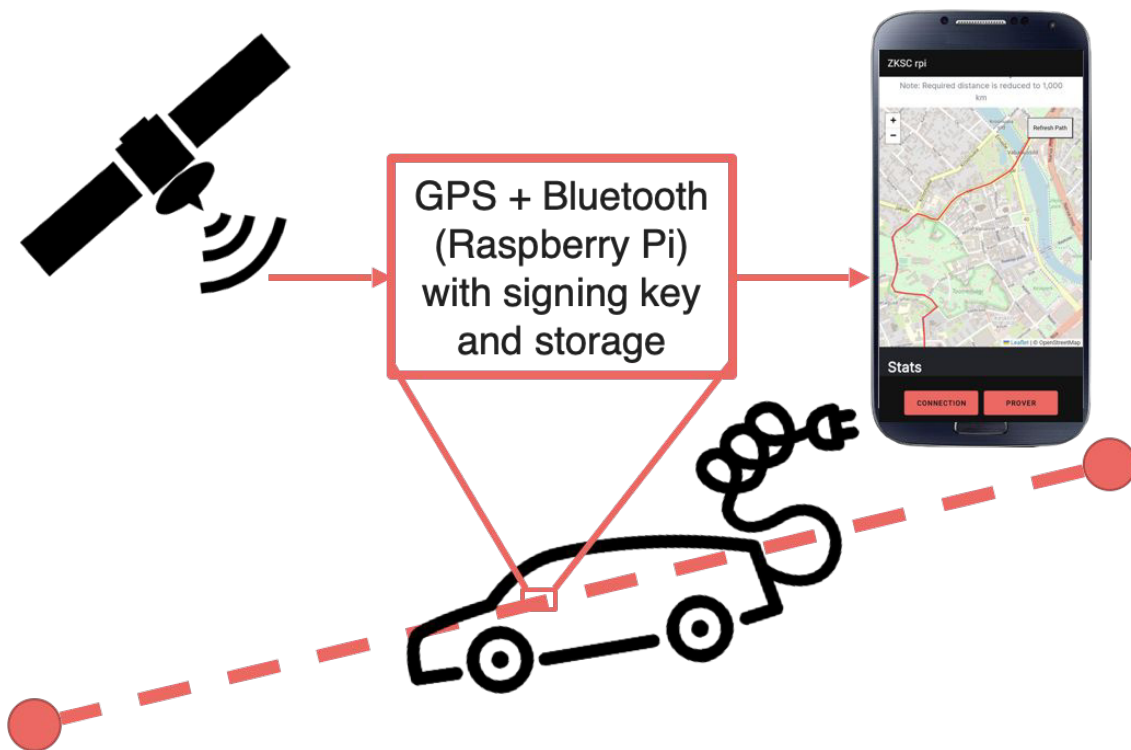 ZKSC rpi
Note: Required distance is reduced to 1,000
km
+
−
Refresh Path
GPS + Bluetooth
(Raspberry Pi)
with signing key
and storage
Leaflet | © OpenStreetMap
Stats
CONNECTION PROVER